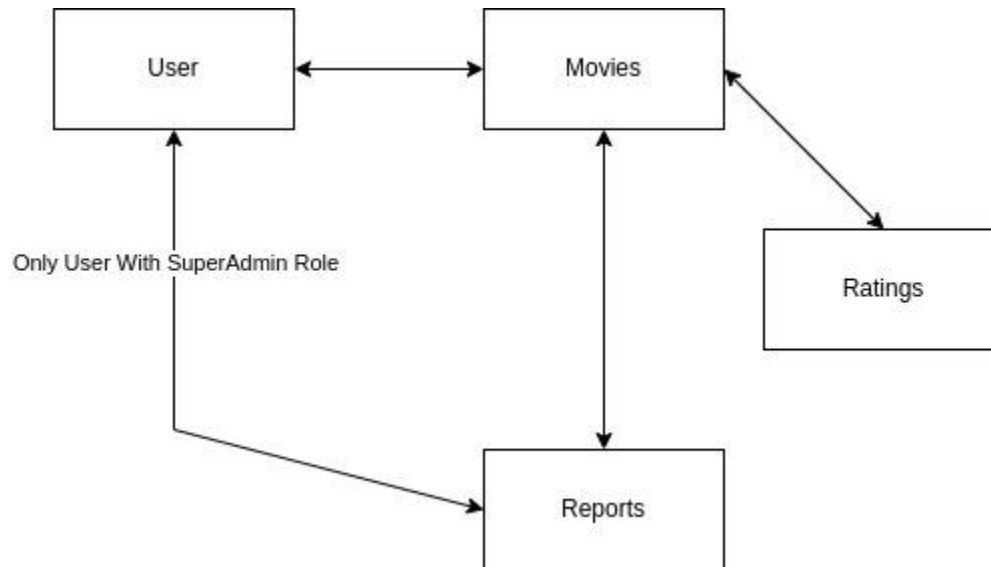 User
Movies
Only User With SuperAdmin Role
Ratings
Reports